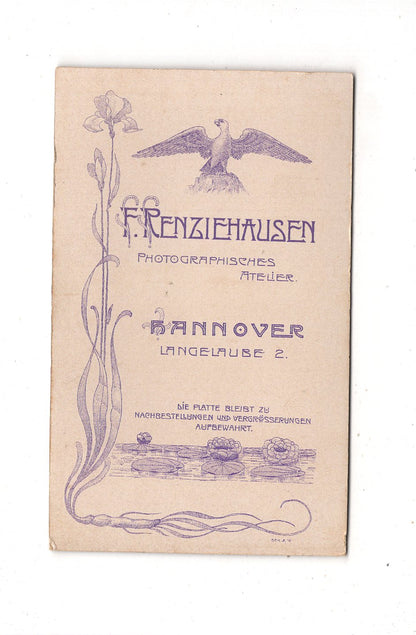 F. RENZIEHAUSEN
PHOTOGRAPHISCHES
ATELIER.
HANNOVER
LANGELAUBE 2.
DIE PLATTE BLEIBT ZU
NACHBESTELLUNGEN UND VERGRÖSSERUNGEN
AUFBEWAHRT.